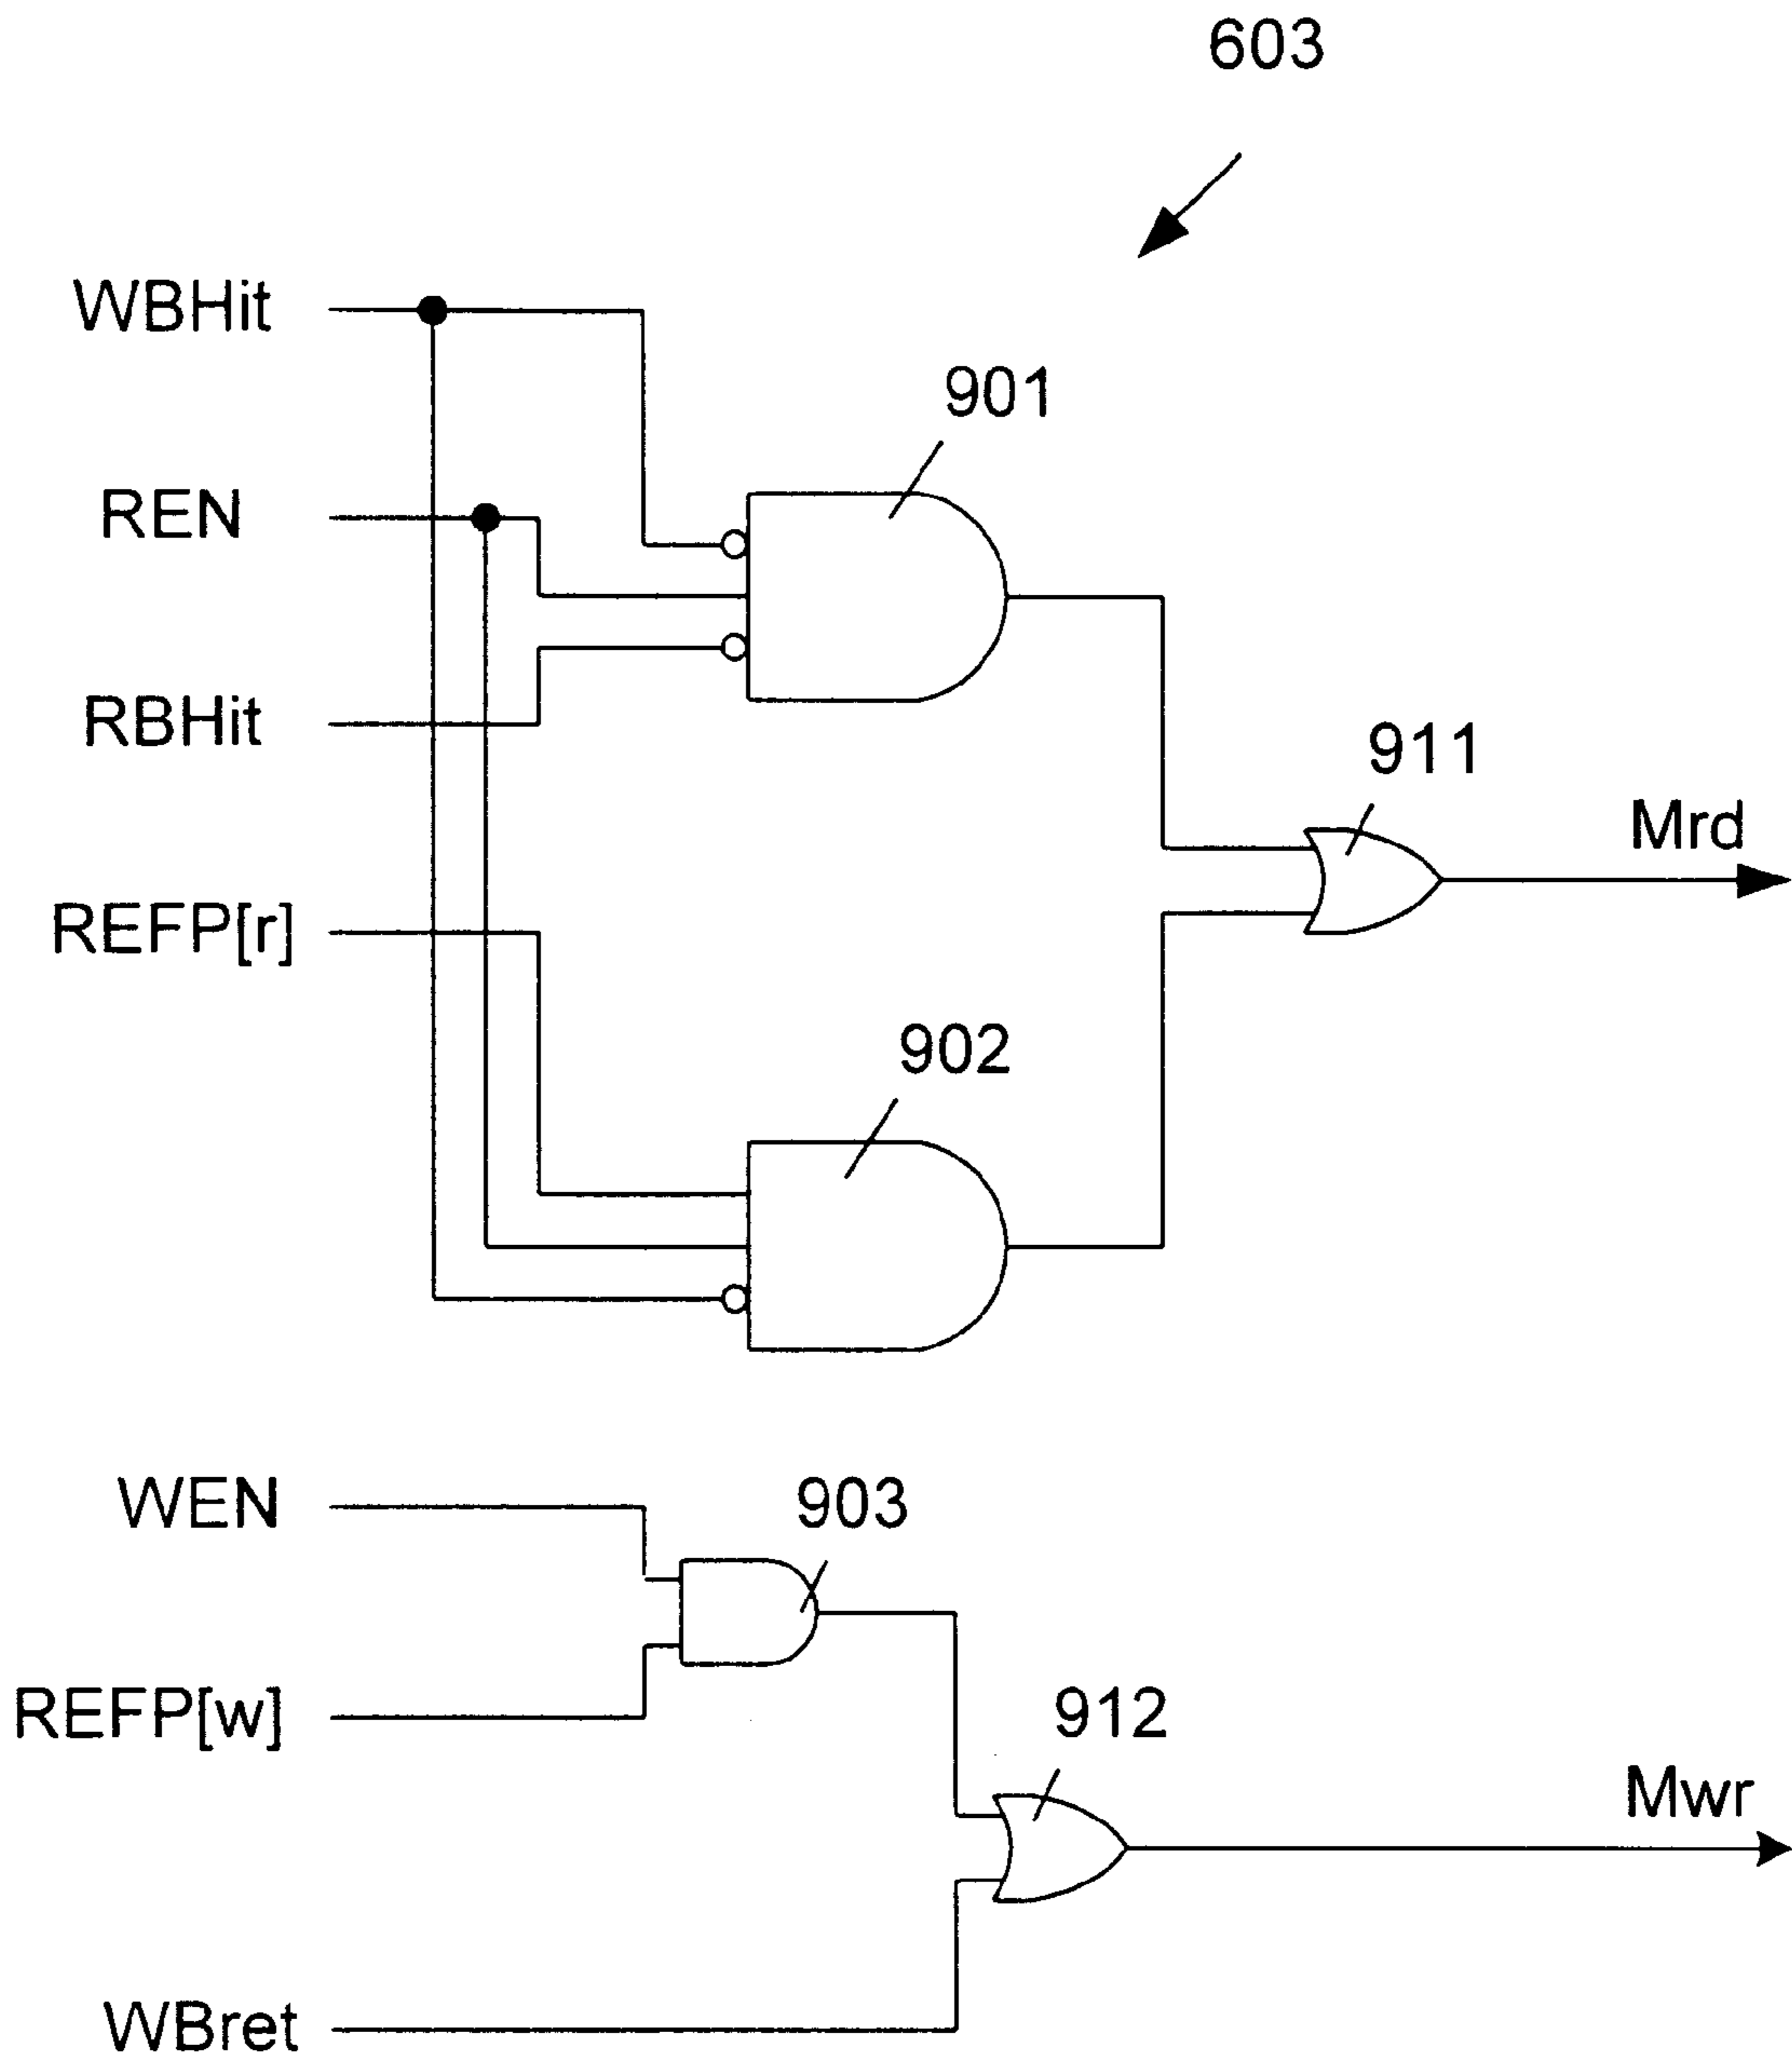 603
WBHit
901
REN
RBHit
911
Mrd
REFP[r]
902
WEN
903
REFP[w]
912
Mwr
WBret